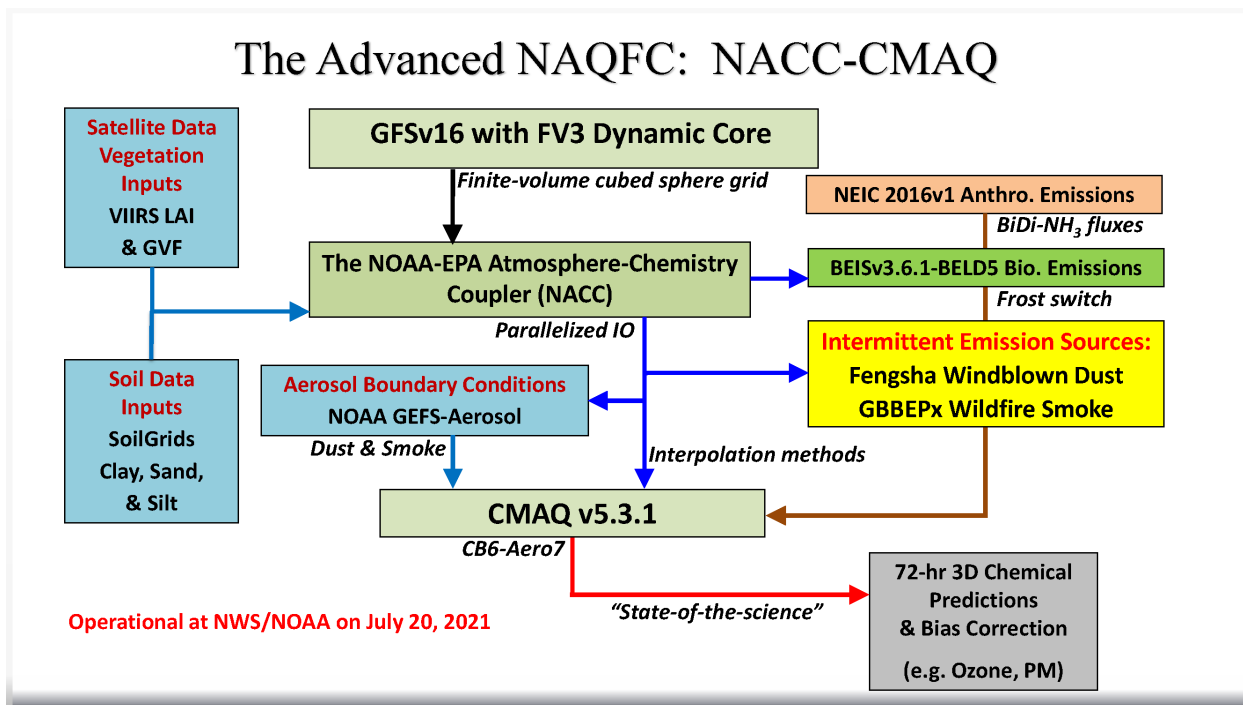 The Advanced NAQFC: NACC-CMAQ
Satellite Data
Vegetation
Inputs
VIIRS LAI
& GVF
GFSv16 with FV3 Dynamic Core
Finite-volume cubed sphere grid
NEIC 2016v1 Anthro. Emissions
BiDi-NH₃ fluxes
The NOAA-EPA Atmosphere-Chemistry
Coupler (NACC)
Parallelized IO
BEISv3.6.1-BELD5 Bio. Emissions
Frost switch
Intermittent Emission Sources:
Fengsha Windblown Dust
GBBEPx Wildfire Smoke
Soil Data
Inputs
SoilGrids
Clay, Sand,
& Silt
Aerosol Boundary Conditions
NOAA GEFS-Aerosol
Dust & Smoke
Interpolation methods
CMAQ v5.3.1
CB6-Aero7
"State-of-the-science"
72-hr 3D Chemical
Predictions
& Bias Correction
(e.g. Ozone, PM)
Operational at NWS/NOAA on July 20, 2021